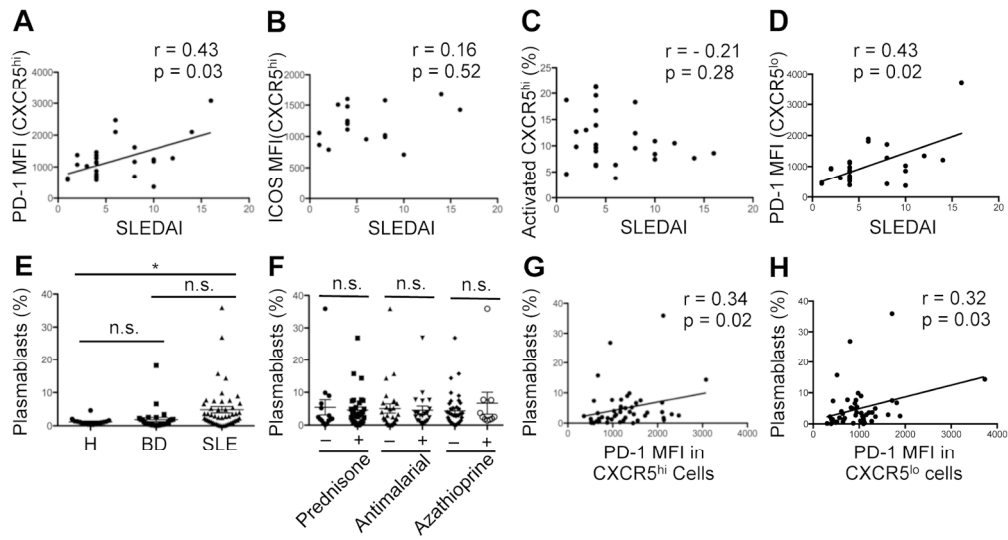 A
r = 0.43
p = 0.03
PD-1 MFI (CXCR5hi)
4000
3000
2000
1000
0
0 5 10 15 20
SLEDAI
B
r = 0.16
p = 0.52
ICOS MFI(CXCR5hi)
2000
1500
1000
500
0
0 5 10 15 20
SLEDAI
C
r = - 0.21
p = 0.28
Activated CXCR5hi (%)
25
20
15
10
5
0
0 5 10 15 20
SLEDAI
D
r = 0.43
p = 0.02
PD-1 MFI (CXCR5lo)
4000
3000
2000
1000
0
0 5 10 15 20
SLEDAI
E
*
n.s.
n.s.
Plasmablasts (%)
40
30
20
10
0
H BD SLE
F
n.s. n.s. n.s.
Plasmablasts (%)
40
30
20
10
0
– + – + – +
Prednisone
Antimalarial
Azathioprine
G
r = 0.34
p = 0.02
Plasmablasts (%)
40
30
20
10
0
0 1000 2000 3000 4000
PD-1 MFI in
CXCR5hi Cells
H
r = 0.32
p = 0.03
Plasmablasts (%)
40
30
20
10
0
0 1000 2000 3000 4000
PD-1 MFI in
CXCR5lo cells